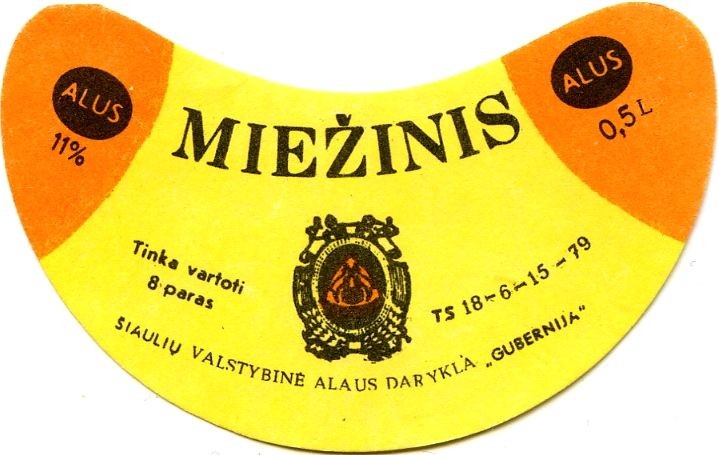 ALUS
11%
MIEŽINIS
ALUS
0,5 L
Tinka vartoti
8 paras
TS 18-6-15-79
ŠIAULIŲ VALSTYBINĖ ALAUS DARYKLA „GUBERNIJA"